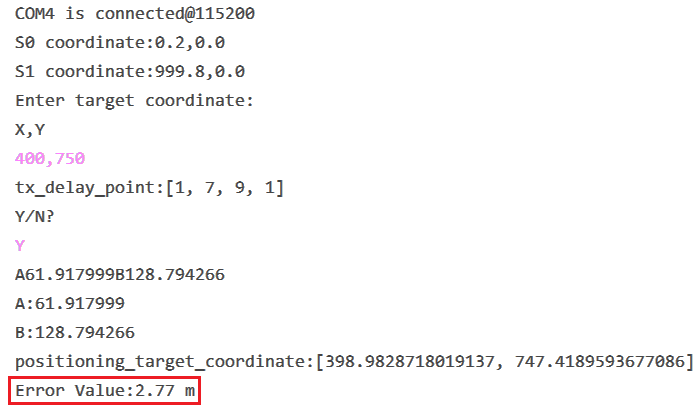 COM4 is connected@115200
S0 coordinate:0.2,0.0
S1 coordinate:999.8,0.0
Enter target coordinate:
X,Y
400,750
tx_delay_point:[1, 7, 9, 1]
Y/N?
Y
A61.917999B128.794266
A:61.917999
B:128.794266
positioning_target_coordinate:[398.9828718019137, 747.4189593677086]
Error Value:2.77 m